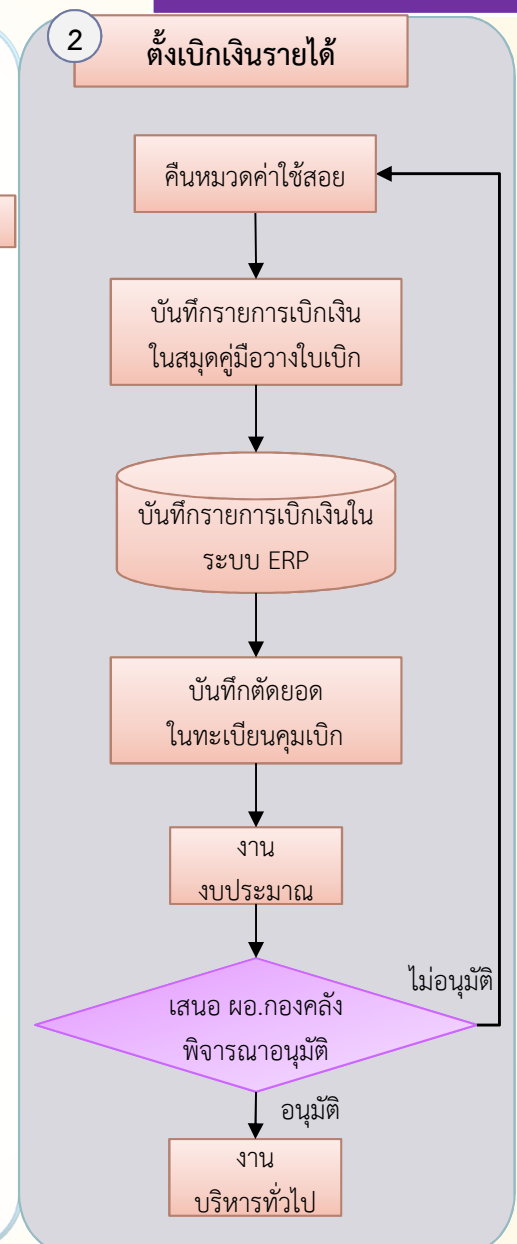 2
ตั้งเบิกเงินรายได้
คืนหมวดค่าใช้สอย
บันทึกรายการเบิกเงิน
ในสมุดคู่มือวางใบเบิก
บันทึกรายการเบิกเงินใน
ระบบ ERP
บันทึกตัดยอด
ในทะเบียนคุมเบิก
งาน
งบประมาณ
ไม่อนุมัติ
เสนอ ผอ.กองคลัง
พิจารณาอนุมัติ
อนุมัติ
งาน
บริหารทั่วไป